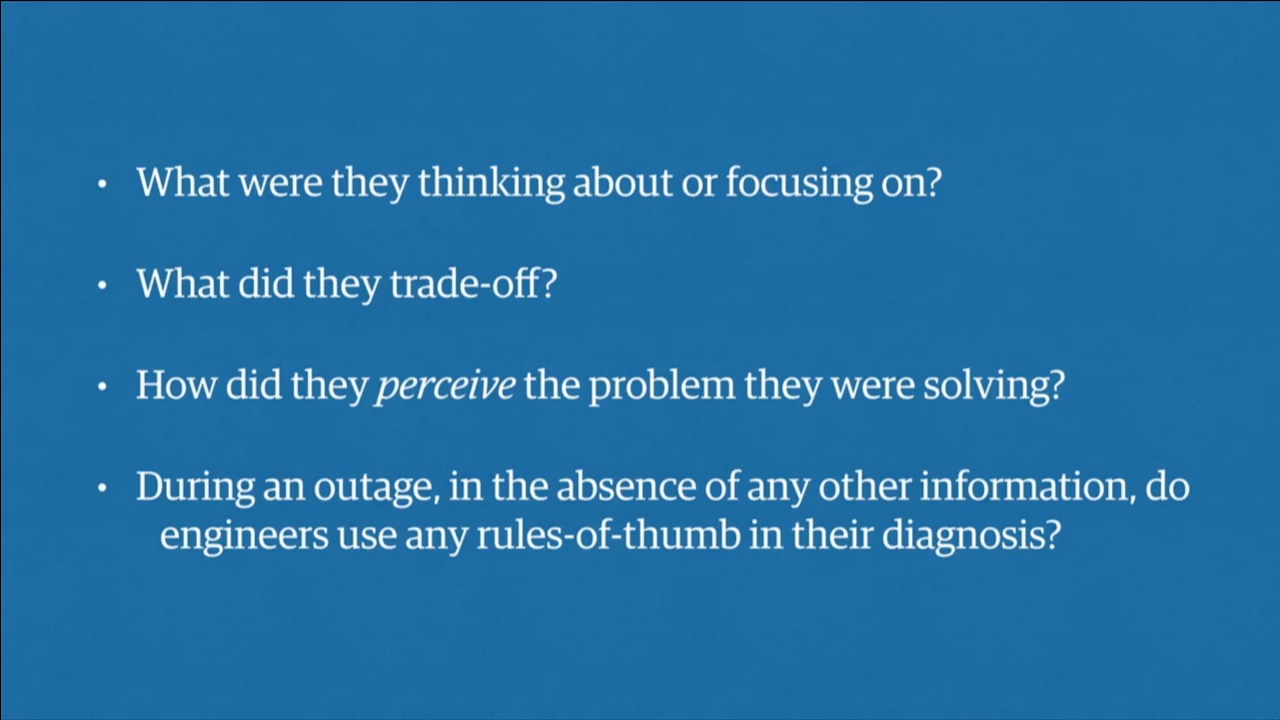 • What were they thinking about or focusing on?
• What did they trade-off?
• How did they perceive the problem they were solving?
• During an outage, in the absence of any other information, do
engineers use any rules-of-thumb in their diagnosis?